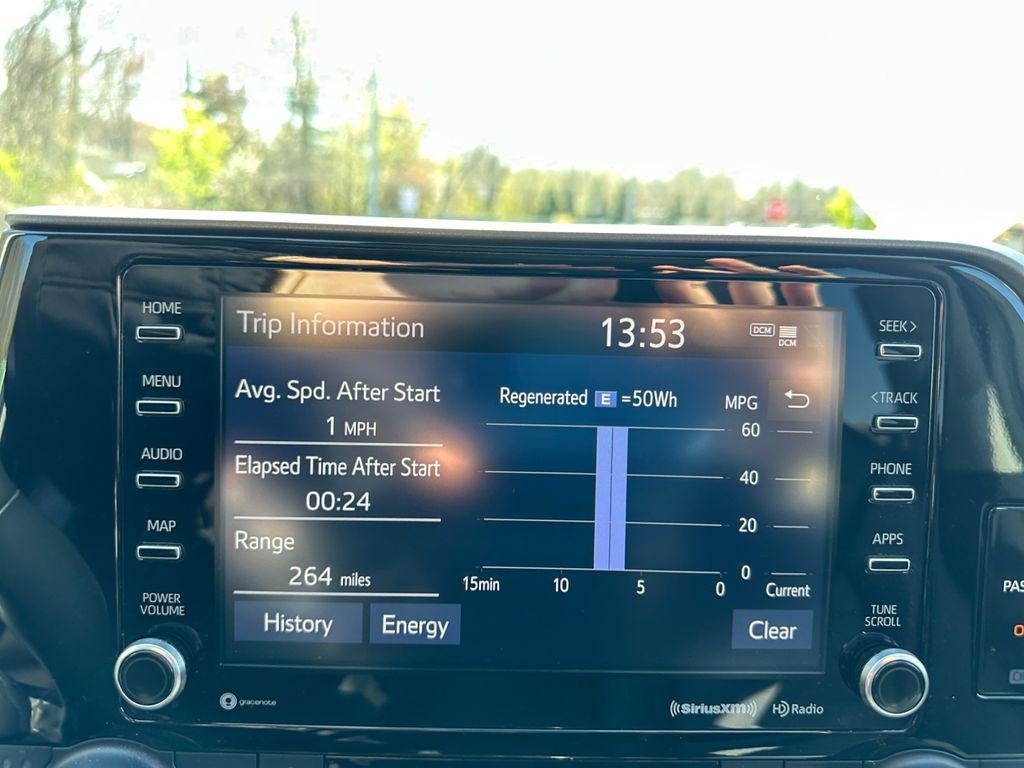 HOME
MENU
AUDIO
MAP
POWER
VOLUME
Trip Information
13:53
DCM
DCM
Avg. Spd. After Start
1 MPH
Elapsed Time After Start
00:24
Range
264 miles
History
Energy
Regenerated E =50Wh
MPG
60
40
20
0
15min 10 5 0 Current
Clear
SEEK >
< TRACK
PHONE
APPS
TUNE
SCROLL
gracenote
((SiriusXM))
HD Radio
PAS